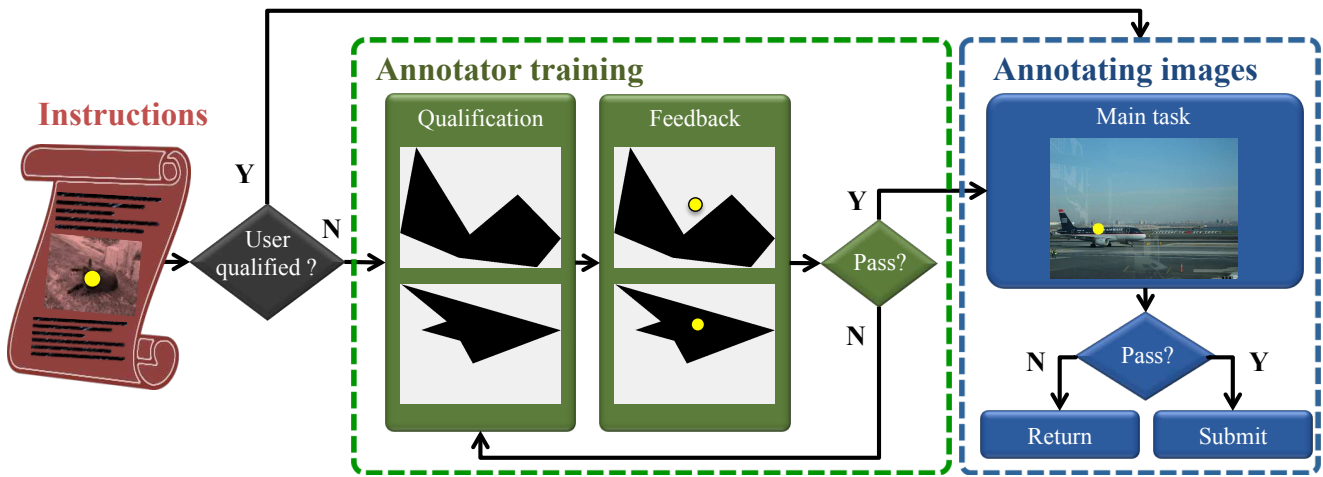 Instructions
User
qualified ?
Y
N
Annotator training
Qualification
Feedback
Pass?
Y
N
Annotating images
Main task
Pass?
N
Y
Return
Submit